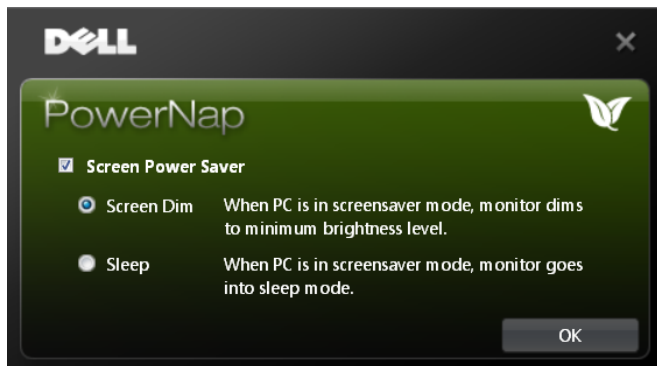 DELL
PowerNap
Screen Power Saver
Screen Dim When PC is in screensaver mode, monitor dims
to minimum brightness level.
Sleep When PC is in screensaver mode, monitor goes
into sleep mode.
OK